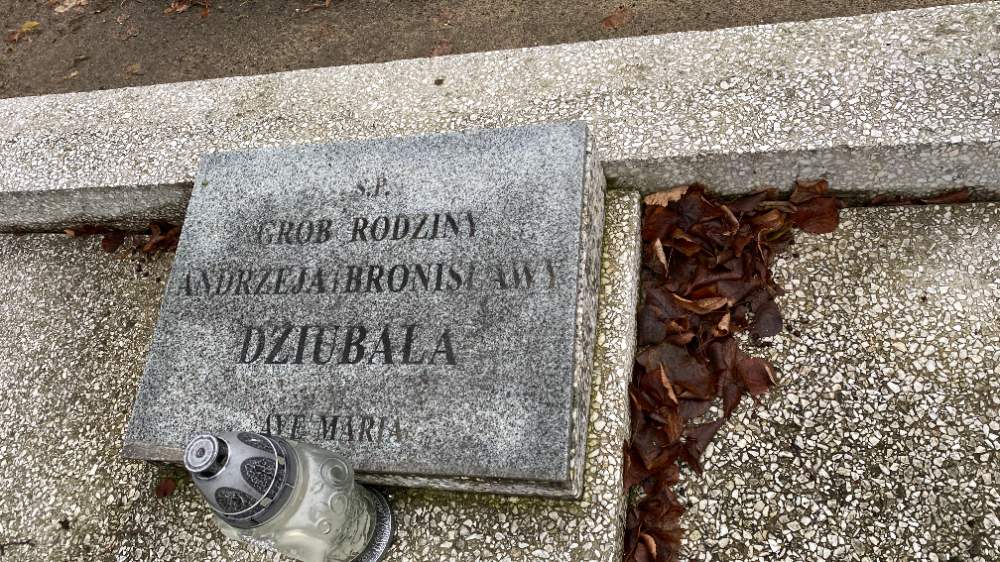 Ś.P.
GRÓB RODZINY
ANDRZEJA i BRONISŁAWY
DZIUBAŁA
AVE MARIA